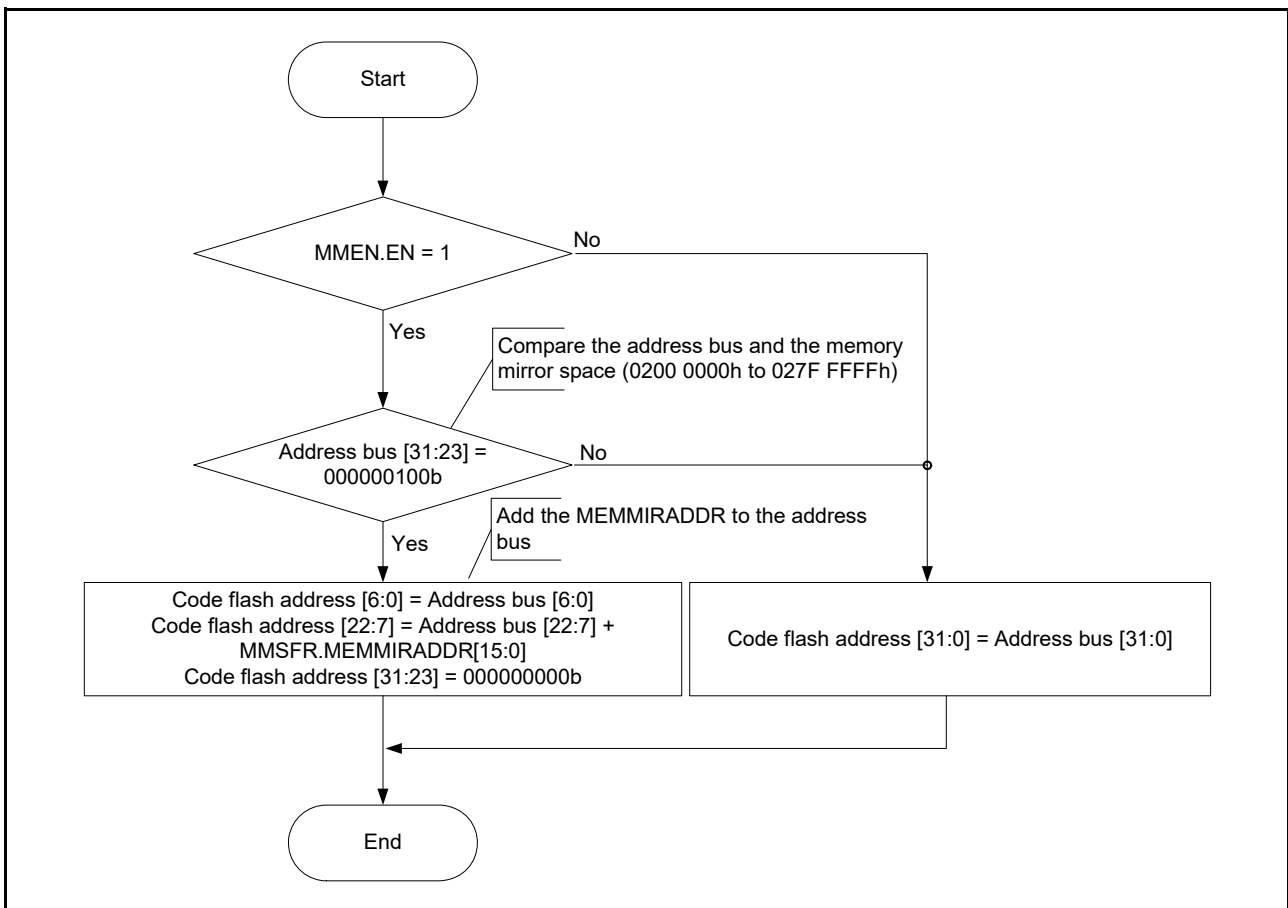 Start
MMEN.EN = 1
No
Yes
Compare the address bus and the memory
mirror space (0200 0000h to 027F FFFFh)
Address bus [31:23] =
000000100b
No
Add the MEMMIRADDR to the address
bus
Yes
Code flash address [6:0] = Address bus [6:0]
Code flash address [22:7] = Address bus [22:7] +
MMSFR.MEMMIRADDR[15:0]
Code flash address [31:23] = 000000000b
Code flash address [31:0] = Address bus [31:0]
End